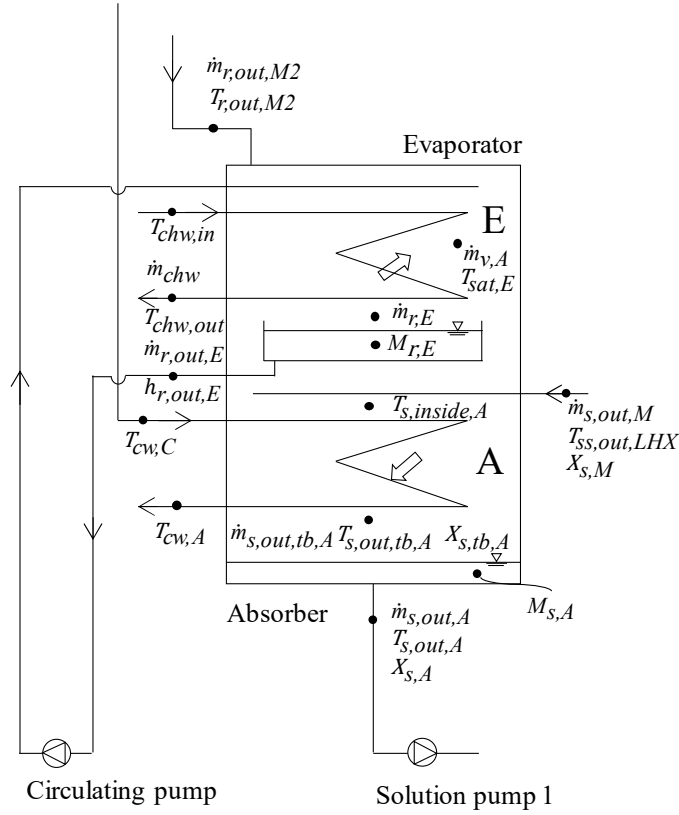 ṁr,out,M2
Tr,out,M2
Evaporator
Tchw,in
E
ṁv,A
Tsat,E
ṁchw
Tchw,out
ṁr,E
Mr,E
ṁr,out,E
hr,out,E
Ts,inside,A
ṁs,out,M
Tss,out,LHX
Xs,M
Tcw,C
A
Tcw,A
ṁs,out,tb,A Ts,out,tb,A Xs,tb,A
Absorber
Ms,A
ṁs,out,A
Ts,out,A
Xs,A
Circulating pump
Solution pump 1